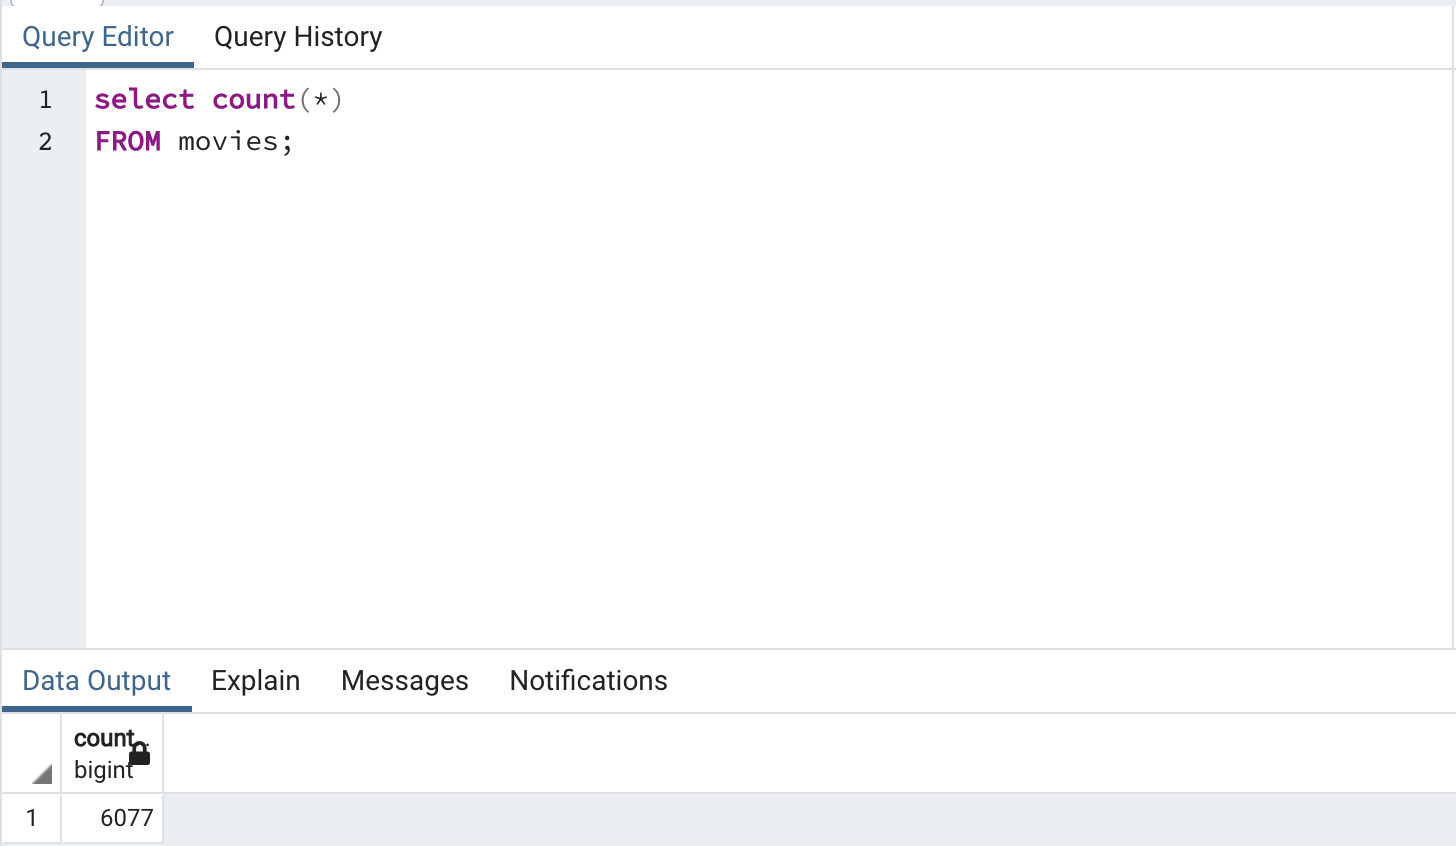 Query Editor Query History
1 select count(*)
2 FROM movies;
Data Output Explain Messages Notifications
count
bigint
1 6077